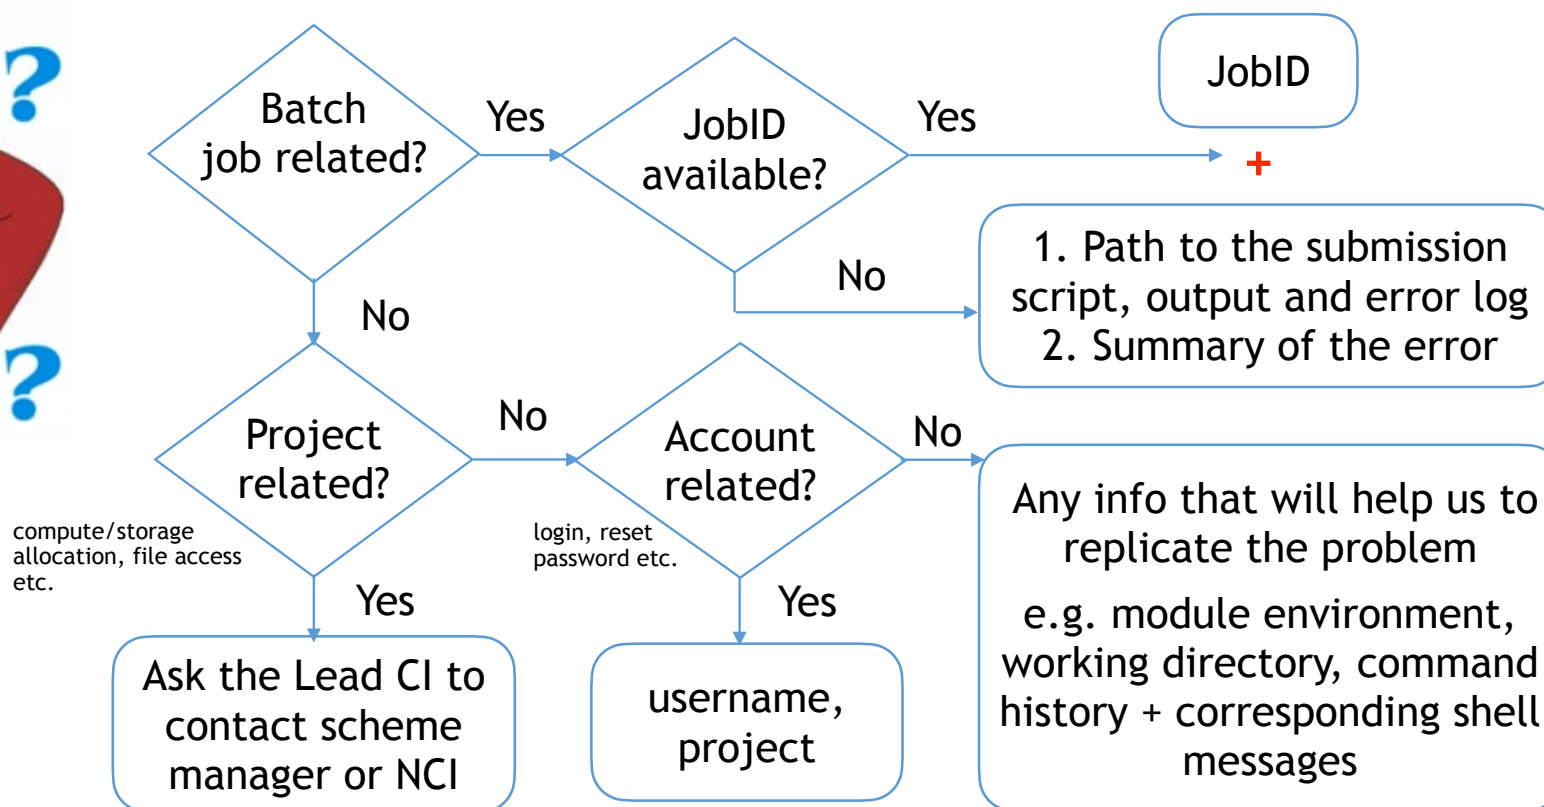 ?
?
Batch
job related?
Yes
JobID
available?
Yes
JobID
+
No
1. Path to the submission
script, output and error log
2. Summary of the error
No
Project
related?
compute/storage
allocation, file access
etc.
No
Account
related?
login, reset
password etc.
No
Any info that will help us to
replicate the problem
e.g. module environment,
working directory, command
history + corresponding shell
messages
Yes
Ask the Lead CI to
contact scheme
manager or NCI
Yes
username,
project